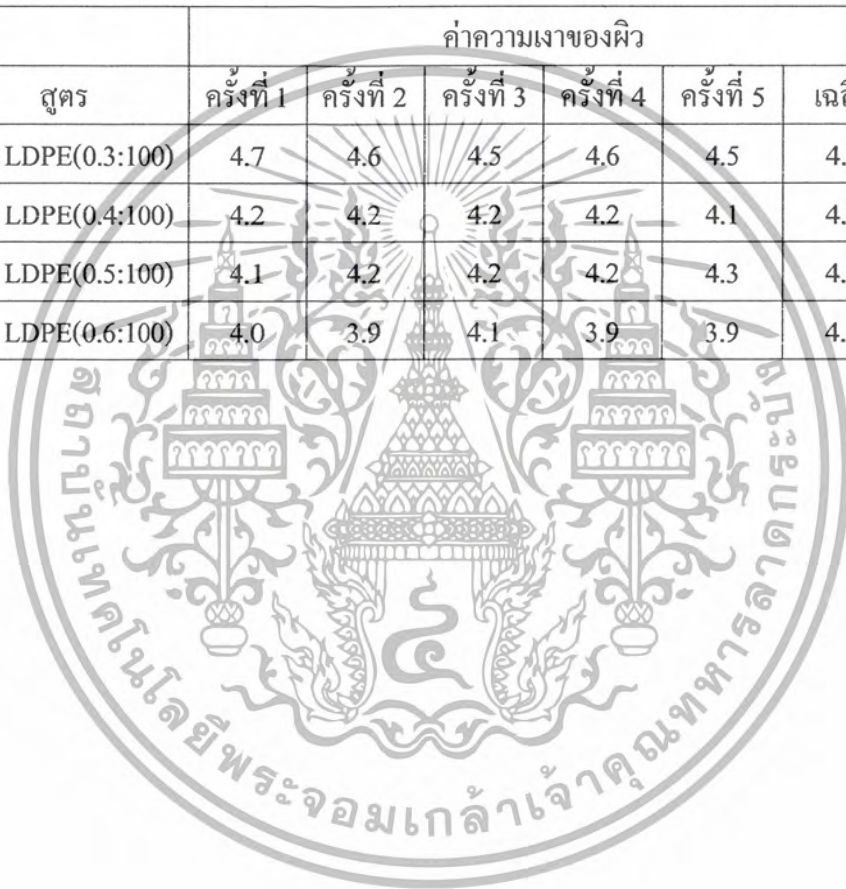 ค่าความเงาของผิว
สูตร ครั้งที่ 1 ครั้งที่ 2 ครั้งที่ 3 ครั้งที่ 4 ครั้งที่ 5
LDPE(0.3:100) 4.7 4.6 4.5 4.6 4.5 4.
LDPE(0.4:100) 4.2 4.2 4.2 4.2 4.1 4.
LDPE(0.5:100) 4.1 4.2 4.2 4.2 4.3 4.
LDPE(0.6:100) 4.0 3.9 4.1 3.9 3.9 4.
สถาบันเทคโนโลยีพระจอมเกล้าเจ้าคุณทหารลาดกระบัง